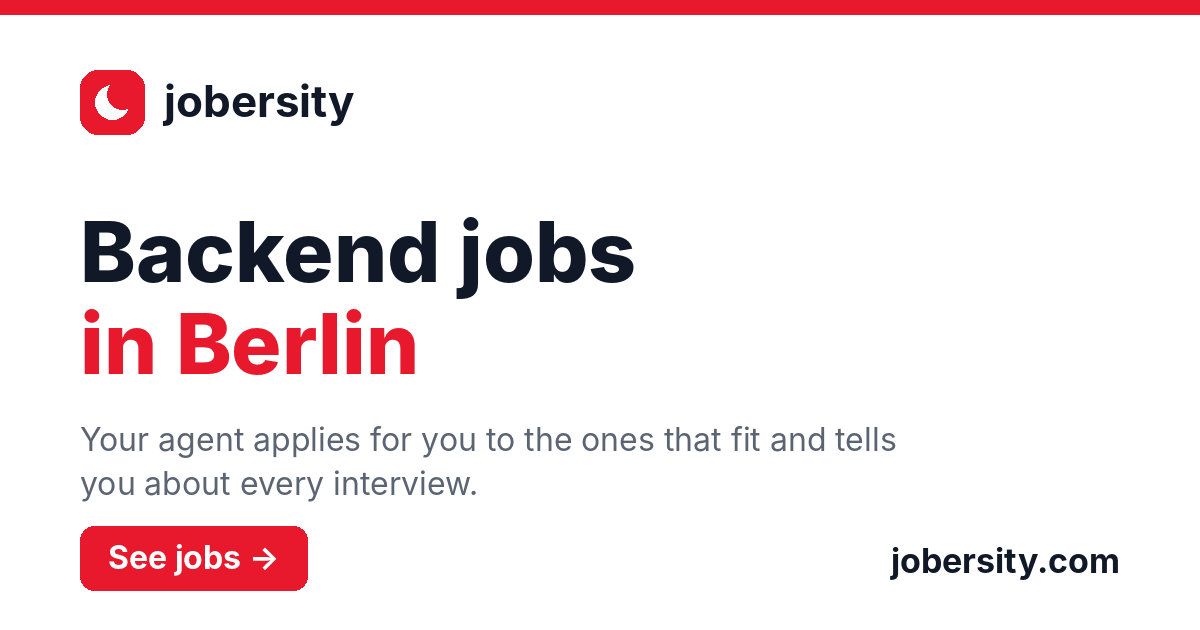 jobersity
Backend jobs
in Berlin
Your agent applies for you to the ones that fit and tells
you about every interview.
See jobs →
jobersity.com